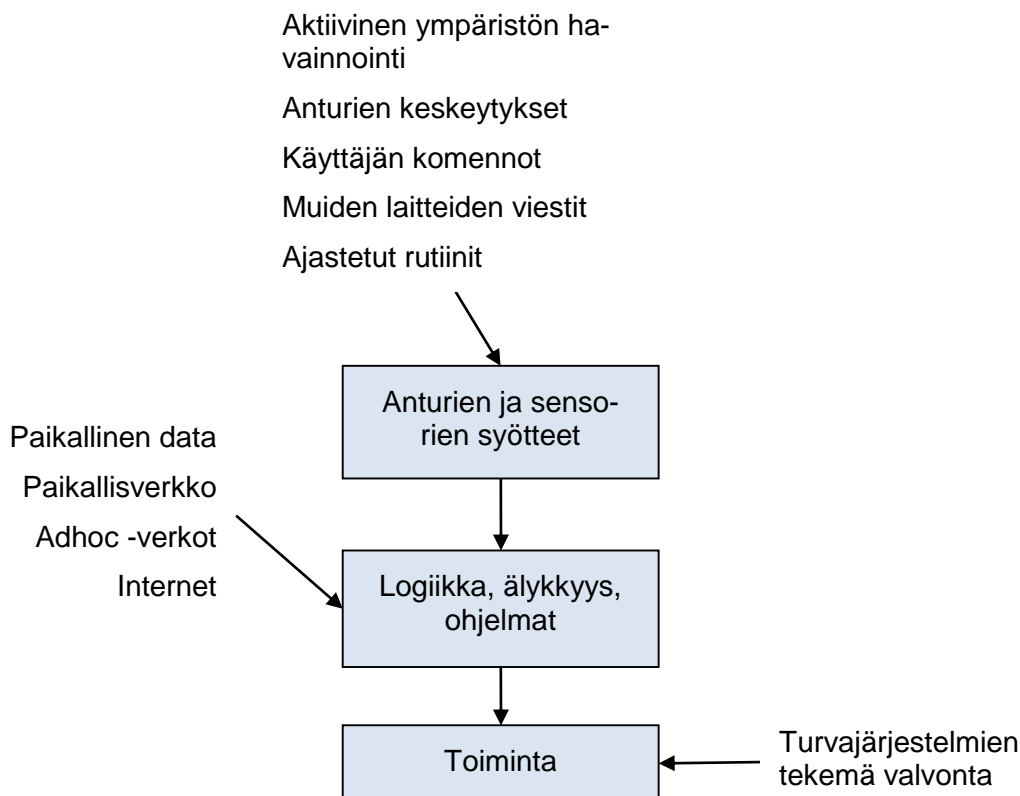 Aktiivinen ympäristön ha-
vainnointi
Anturien keskeytykset
Käyttäjän komennot
Muiden laitteiden viestit
Ajastetut rutiinit
Anturien ja senso-
rien syötteet
Paikallinen data
Paikallisverkko
Adhoc -verkot
Internet
Logiikka, älykkyys,
ohjelmat
Toiminta
Turvajärjestelmien
tekemä valvonta